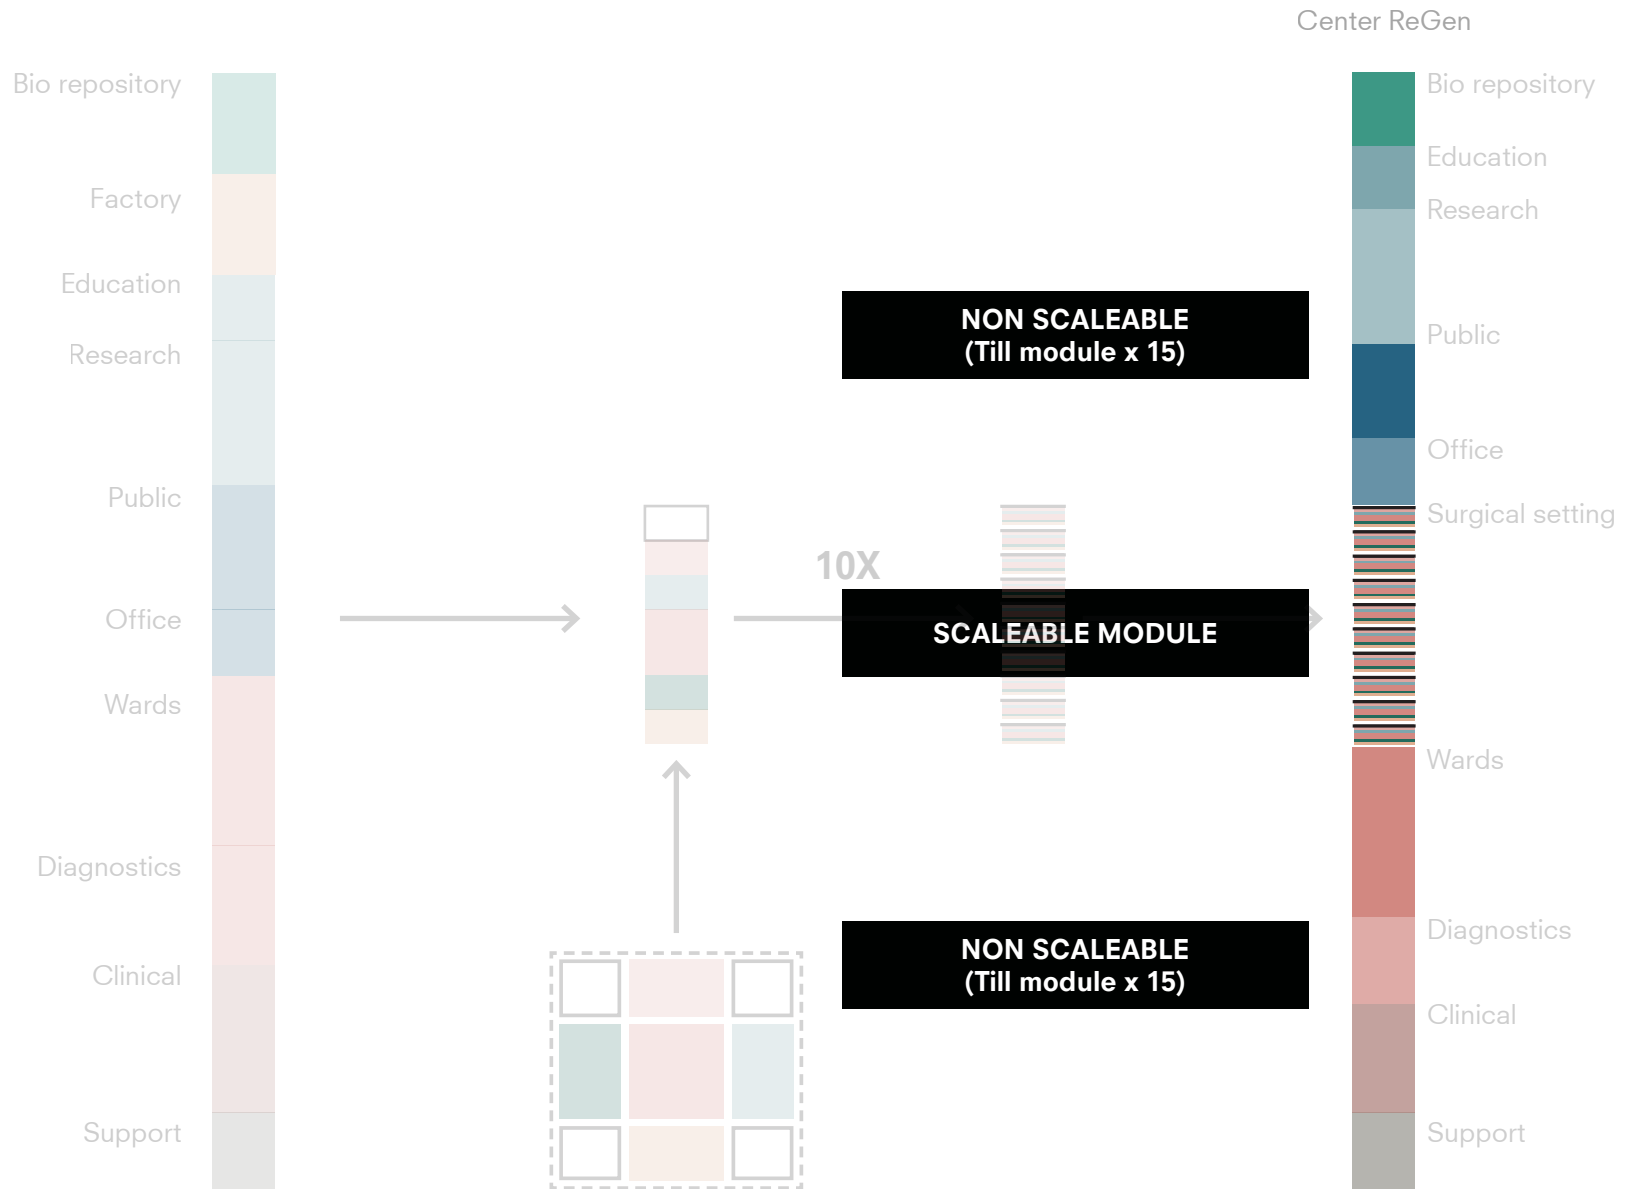 Center ReGen
Bio repository
Factory
Education
Research
Public
Office
Wards
Diagnostics
Clinical
Support
10X
NON SCALEABLE
(Till module x 15)
SCALEABLE MODULE
NON SCALEABLE
(Till module x 15)
Bio repository
Education
Research
Public
Office
Surgical setting
Wards
Diagnostics
Clinical
Support